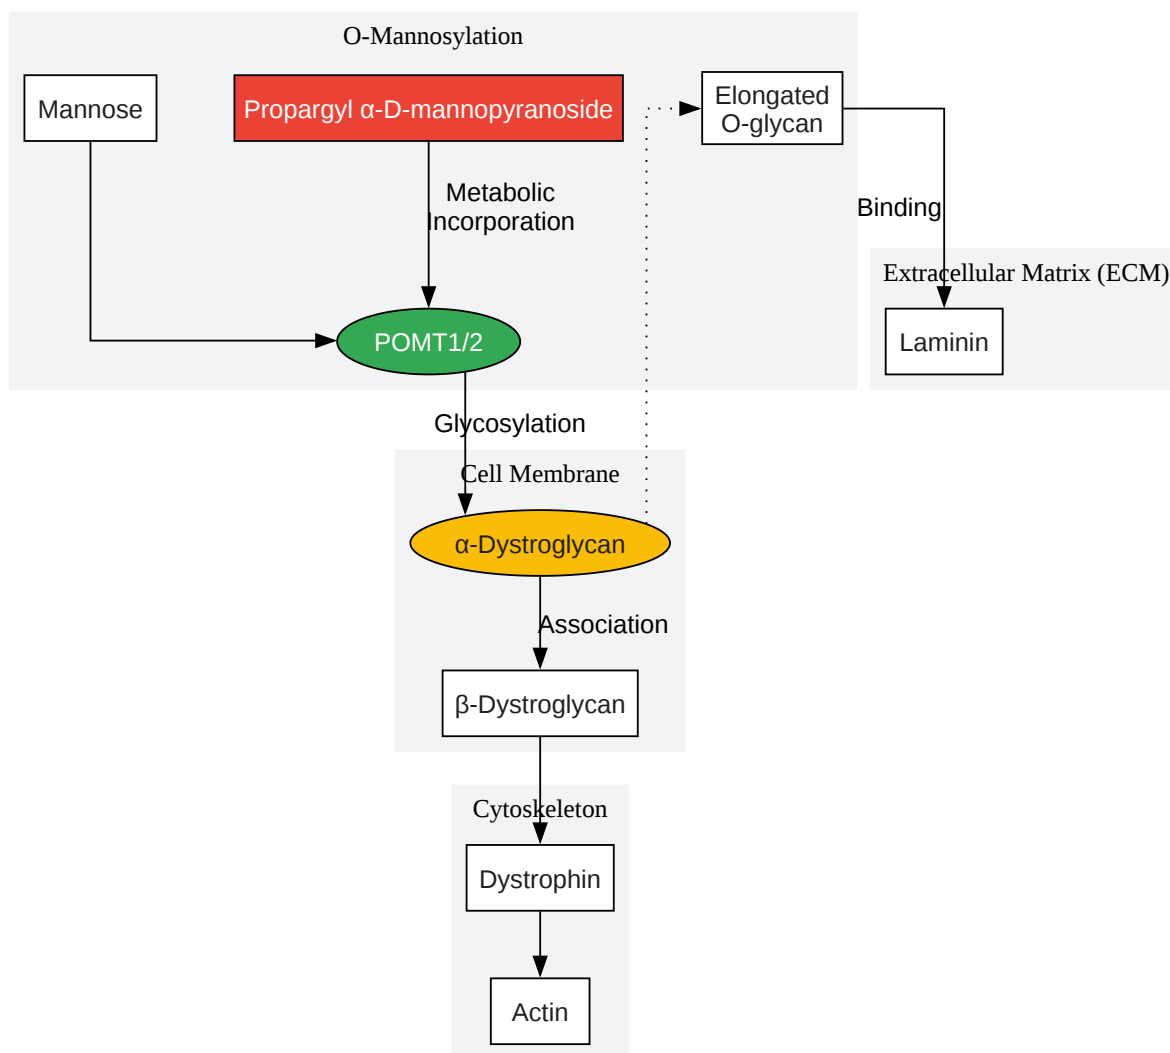 O-Mannosylation
Mannose
Propargyl α-D-mannopyranoside
Elongated
O-glycan
Metabolic
Incorporation
Binding
Extracellular Matrix (ECM)
POMT1/2
Laminin
Glycosylation
Cell Membrane
α-Dystroglycan
Association
β-Dystroglycan
Cytoskeleton
Dystrophin
Actin